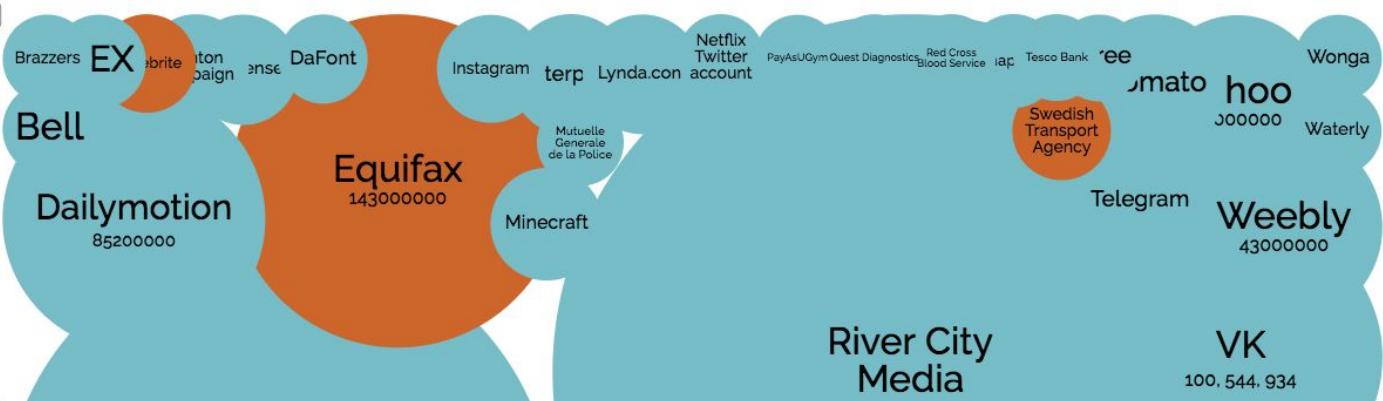 Brazzers
EX
ebrite
nton
paign
ense
DaFont
Instagram
terp
Lynda.con
Netflix
Twitter
account
PayAsUGym
Quest Diagnostics
Red Cross
Blood Service
ap
Tesco Bank
ree
omato
hoo
000000
Wonga
Bell
Waterly
Mutuelle
Generale
de la Police
Swedish
Transport
Agency
Equifax
143000000
Dailymotion
85200000
Minecraft
Telegram
Weebly
43000000
River City
Media
VK
100, 544, 934